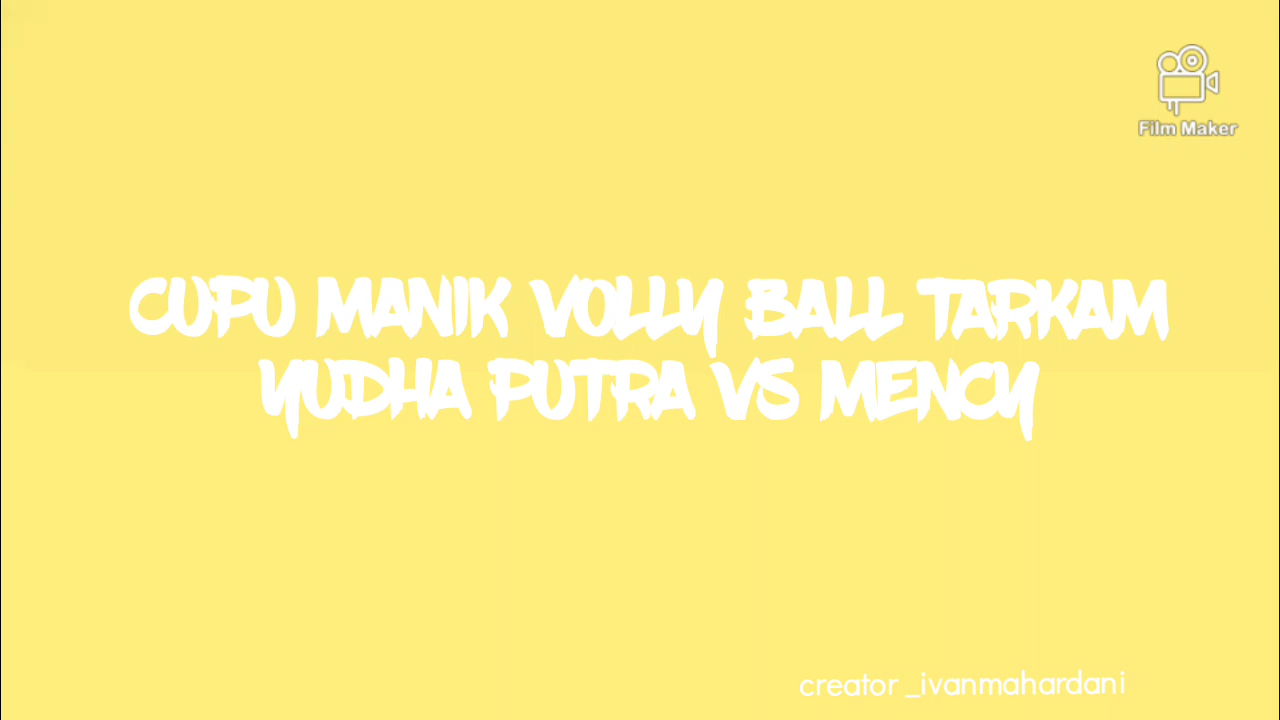 Film Maker
CUPU MANIK VOLLY BALL TARKAM
YUDHA PUTRA VS MENCY
creator _ivanmahardani